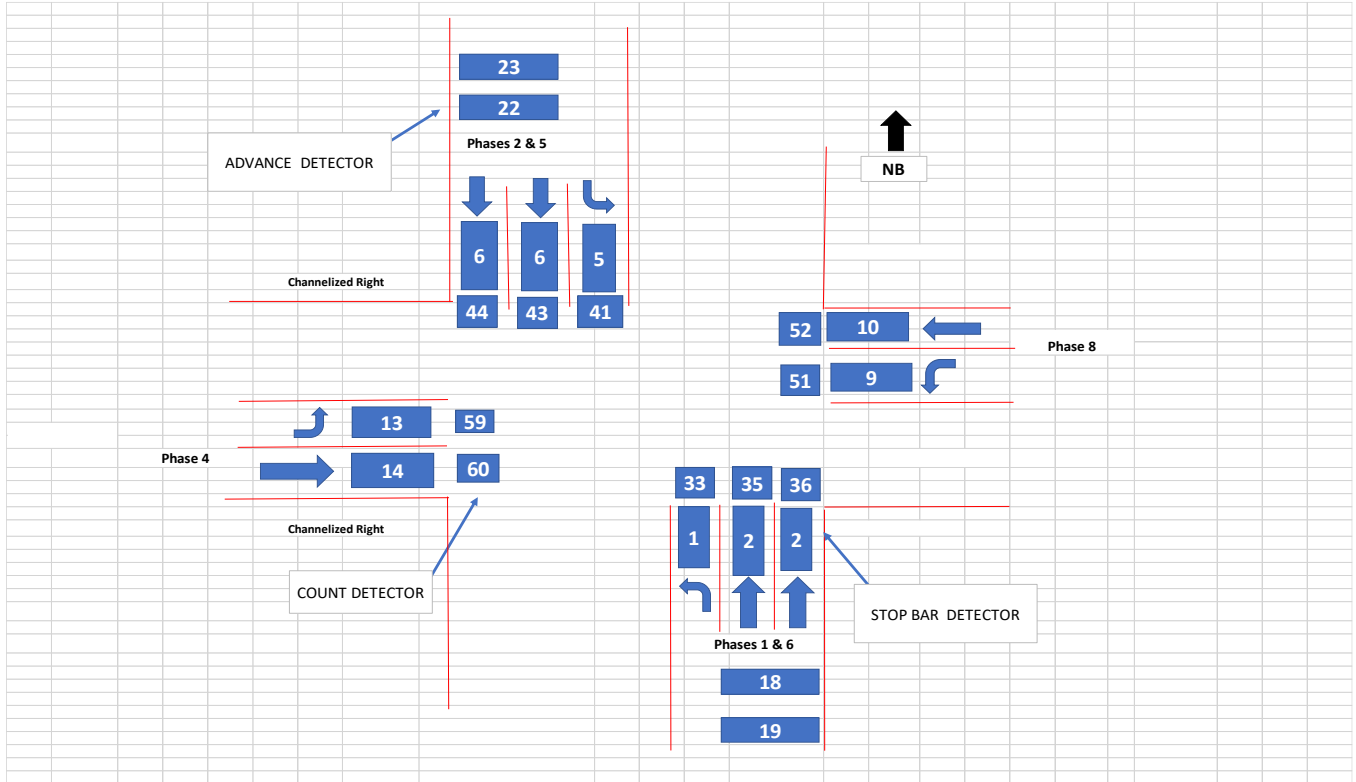 23
22
Phases 2 & 5
ADVANCE  DETECTOR
NB
6
6
5
Channelized Right
44
43
41
52
10
Phase 8
51
9
13
59
Phase 4
14
60
33
35
36
Channelized Right
1
2
2
COUNT DETECTOR
STOP BAR  DETECTOR
Phases 1 & 6
18
19